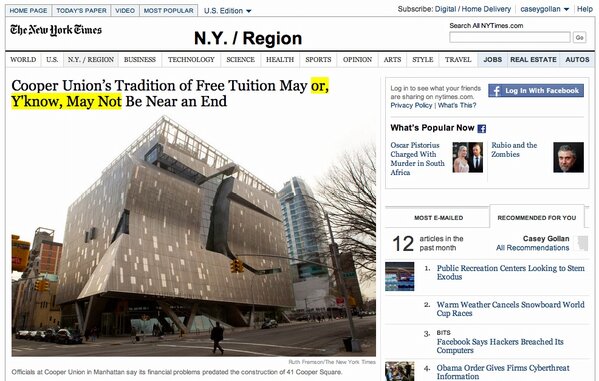 HOME PAGE TODAY'S PAPER VIDEO MOST POPULAR U.S. Edition
Subscribe: Digital / Home Delivery caseygollan Help
The New York Times
N.Y. / Region
Search All NYTimes.com
Go
WORLD U.S. N.Y. / REGION BUSINESS TECHNOLOGY SCIENCE HEALTH SPORTS OPINION ARTS STYLE TRAVEL JOBS REAL ESTATE AUTOS
Cooper Union's Tradition of Free Tuition May or,
Y'know, May Not Be Near an End
Ruth Fremson/The New York Times
Officials at Cooper Union in Manhattan say its financial problems predated the construction of 41 Cooper Square.
Log in to see what your friends
are sharing on nytimes.com.
Privacy Policy | What's This?
Log In With Facebook
What's Popular Now
Oscar Pistorius
Charged With
Murder in South
Africa
Rubio and the
Zombies
MOST E-MAILED
RECOMMENDED FOR YOU
12 articles in the
past month
Casey Gollan
All Recommendations
1. Public Recreation Centers Looking to Stem
Exodus
2. Warm Weather Cancels Snowboard World
Cup Races
3. BITS
Facebook Says Hackers Breached Its
Computers
4. Obama Order Gives Firms Cyberthreat
Information